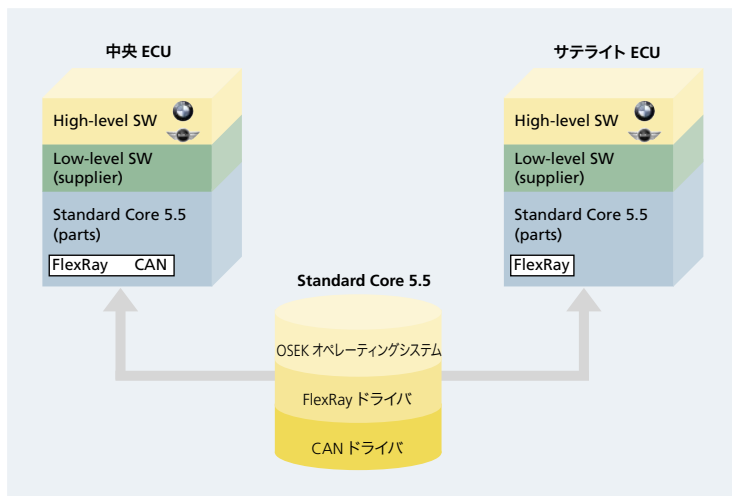 中央 ECU
サテライト ECU
High-level SW
Low-level SW
(supplier)
Standard Core 5.5
(parts)
FlexRay CAN
High-level SW
Low-level SW
(supplier)
Standard Core 5.5
(parts)
FlexRay
Standard Core 5.5
OSEK オペレーティングシステム
FlexRay ドライバ
CAN ドライバ